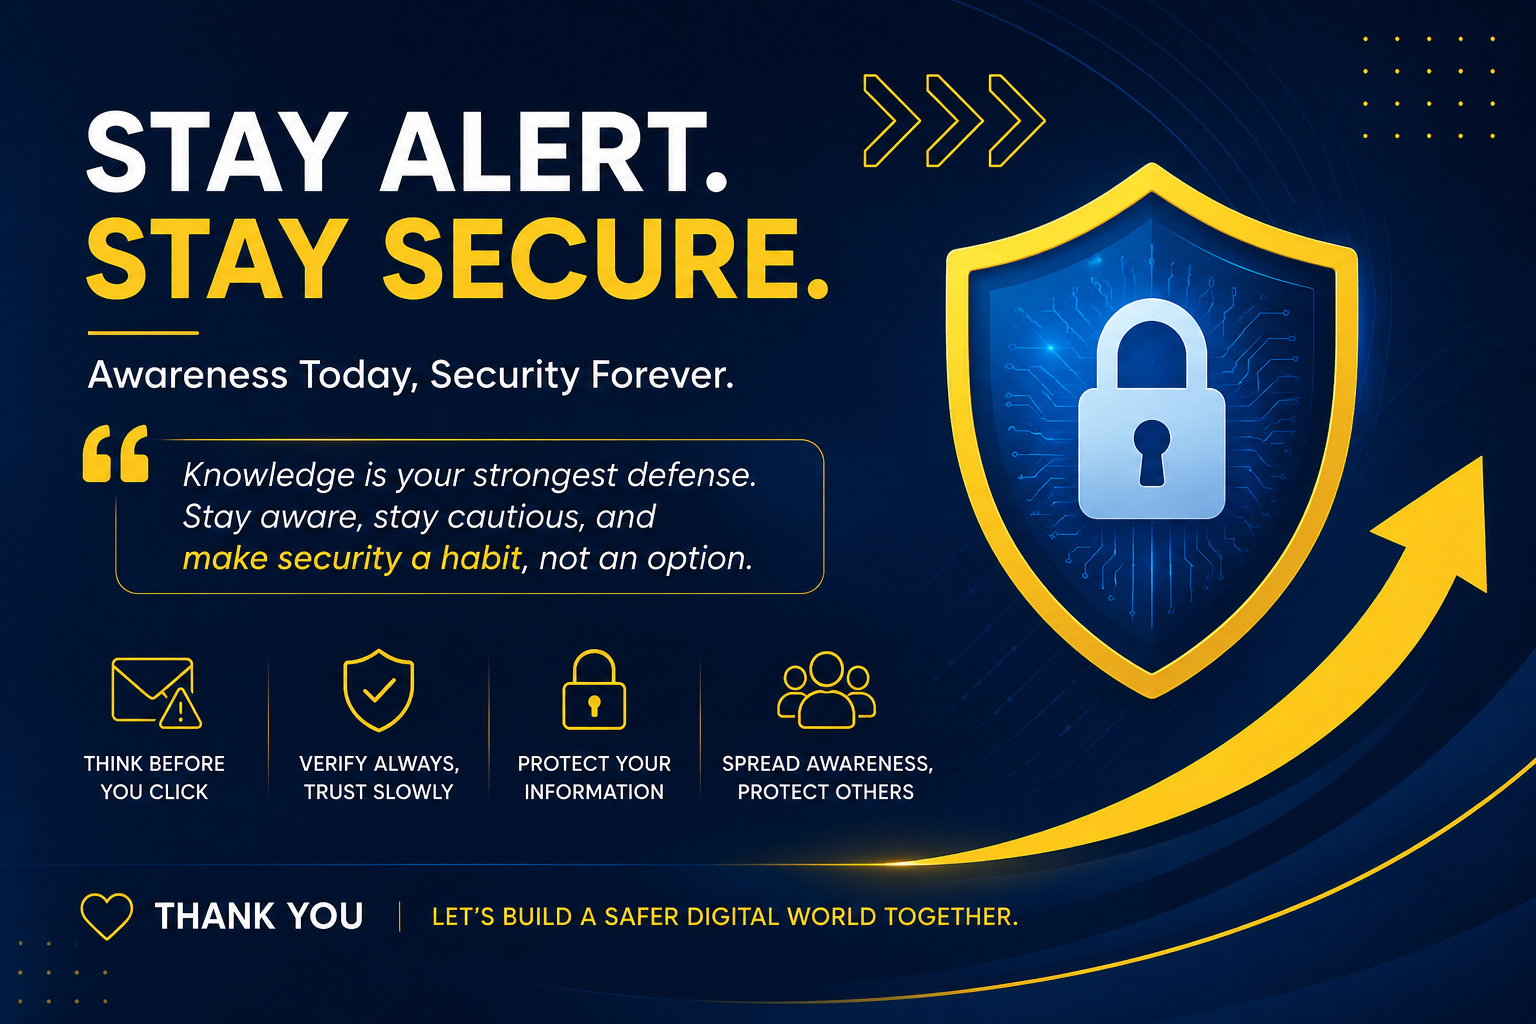 STAY ALERT.
STAY SECURE.
Awareness Today, Security Forever.
“
Knowledge is your strongest defense.
Stay aware, stay cautious, and
make security a habit, not an option.
THINK BEFORE
YOU CLICK
VERIFY ALWAYS,
TRUST SLOWLY
PROTECT YOUR
INFORMATION
SPREAD AWARENESS,
PROTECT OTHERS
THANK YOU
LET’S BUILD A SAFER DIGITAL WORLD TOGETHER.